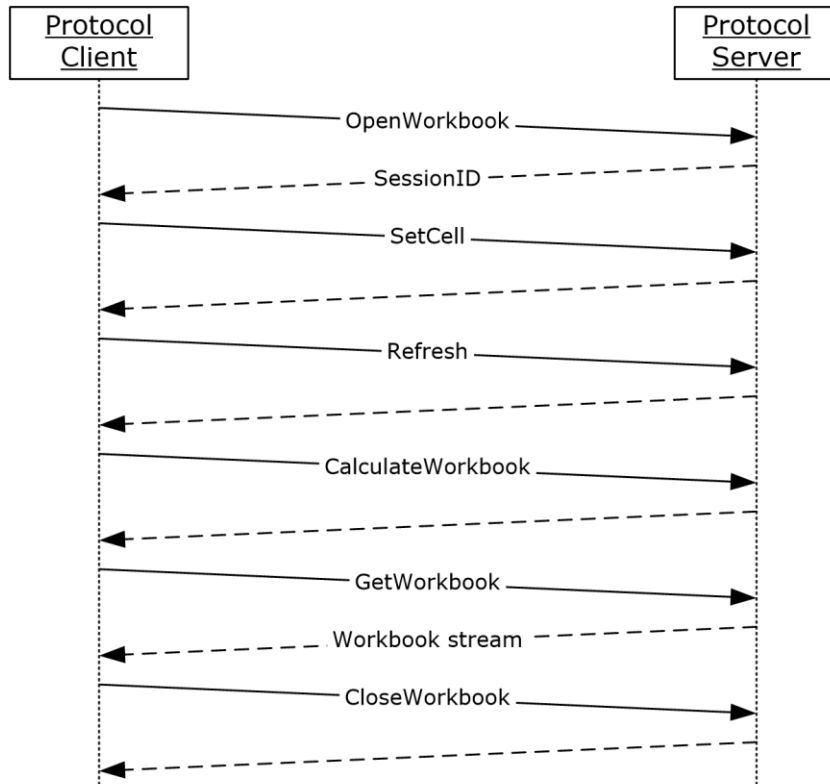 Protocol
Client
Protocol
Server
OpenWorkbook
SessionID
SetCell
Refresh
CalculateWorkbook
GetWorkbook
Workbook stream
CloseWorkbook